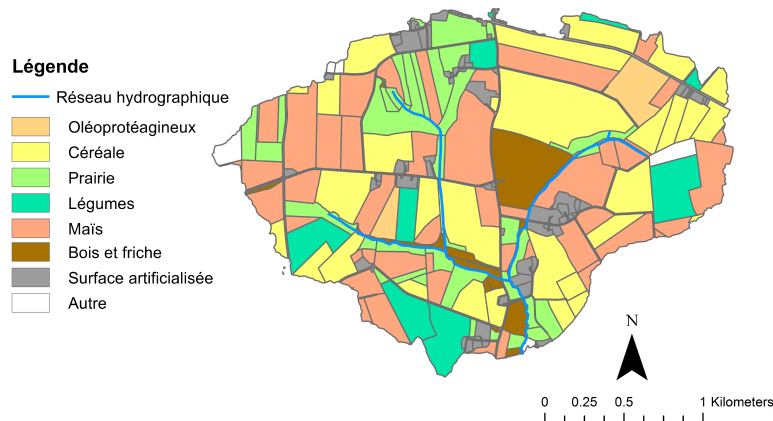 Légende
Réseau hydrographique
Oléoprotéagineux
Céréale
Prairie
Légumes
Maïs
Bois et friche
Surface artificialisée
Autre
N
0 0.25 0.5 1 Kilometers